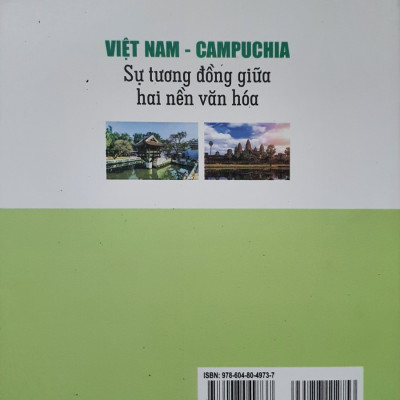 VIỆT NAM - CAMPUCHIA
Sự tương đồng giữa
hai nền văn hóa
ISBN: 978-604-80-4973-7